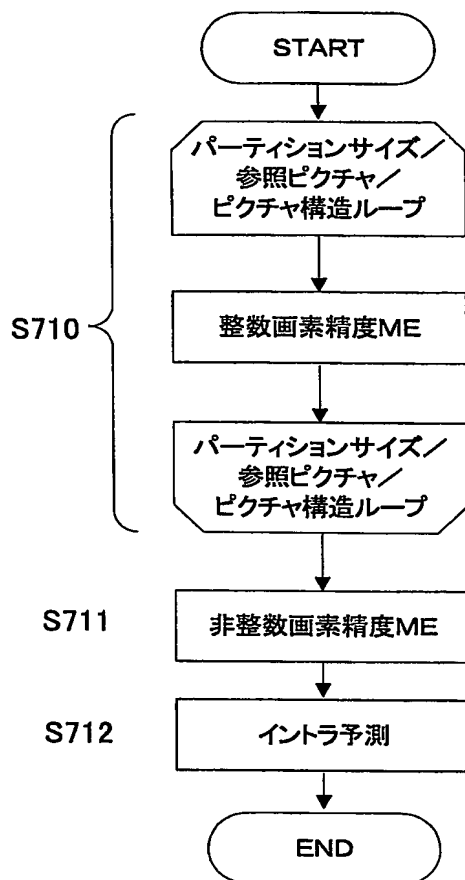 START
パーティションサイズ／
参照ピクチャ／
ピクチャ構造ループ
S710
整数画素精度ME
パーティションサイズ／
参照ピクチャ／
ピクチャ構造ループ
S711
非整数画素精度ME
S712
イントラ予測
END